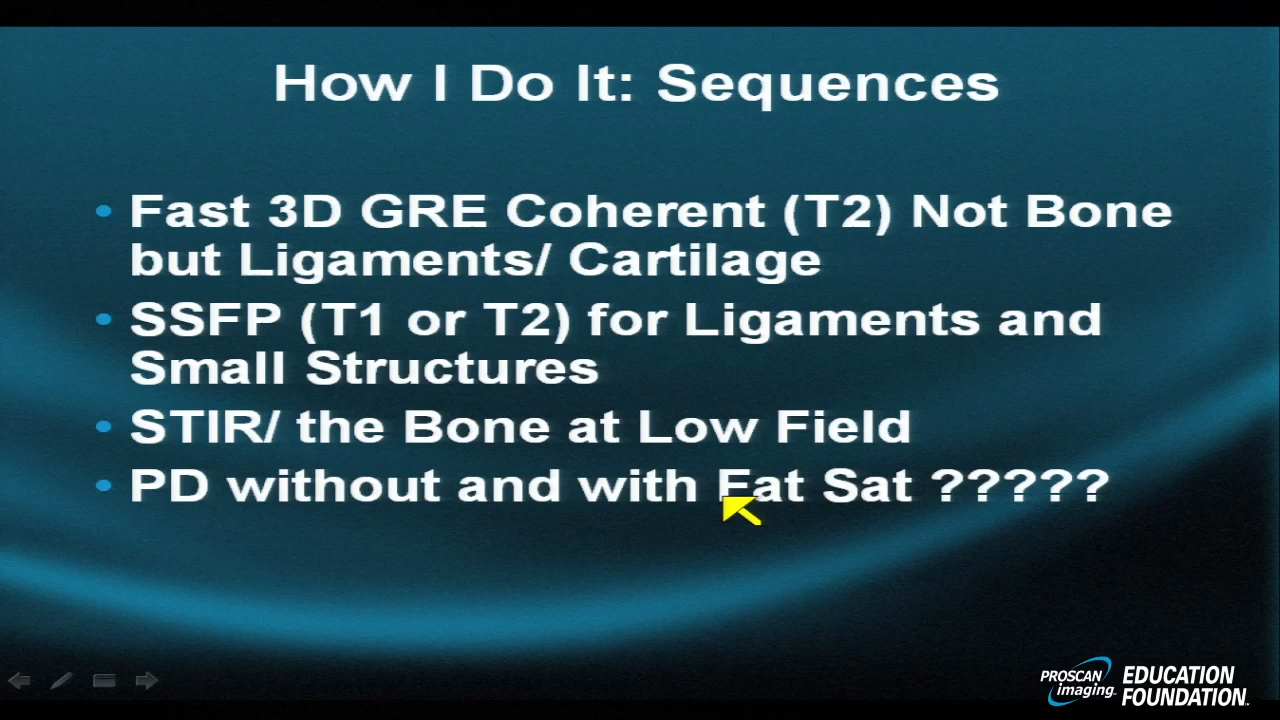 How I Do It: Sequences
• Fast 3D GRE Coherent (T2) Not Bone
but Ligaments/ Cartilage
• SSFP (T1 or T2) for Ligaments and
Small Structures
• STIR/ the Bone at Low Field
• PD without and with Fat Sat ?????
PROSCAN
imaging
EDUCATION
FOUNDATION